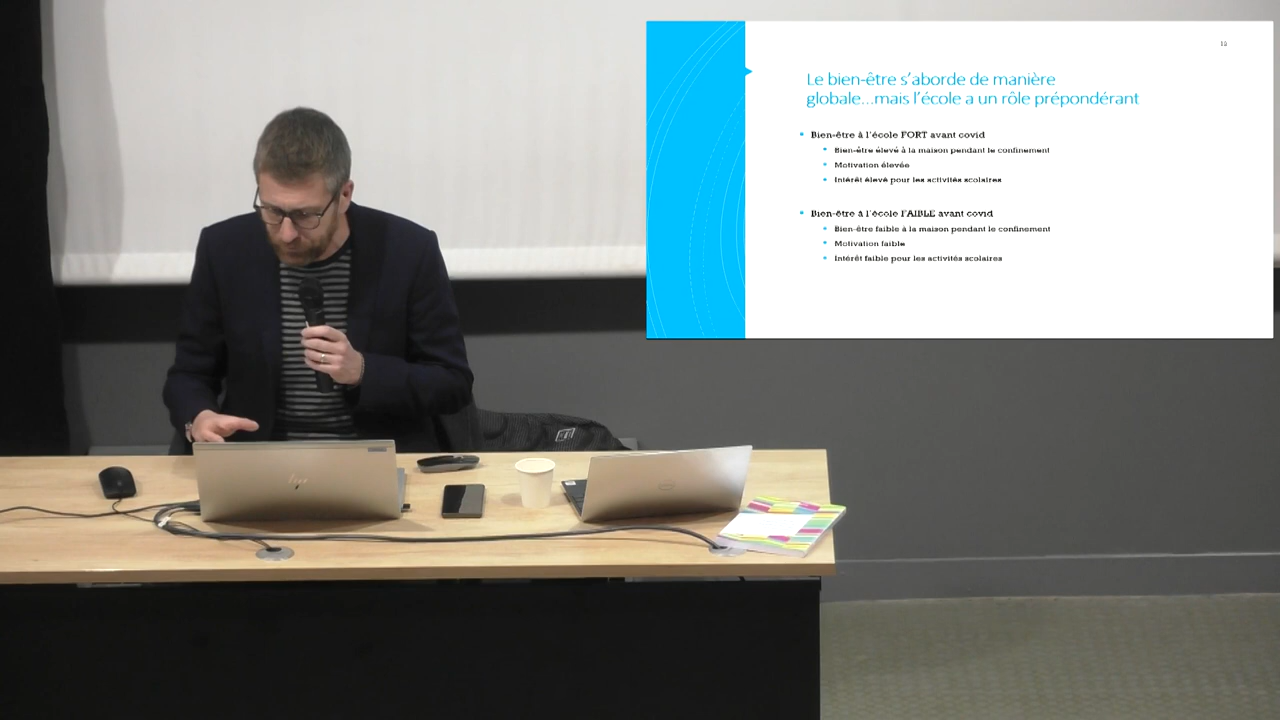 12
Le bien-être s'aborde de manière
globale...mais l'école a un rôle prépondérant
• Bien-être à l'école FORT avant covid
• Bien-être élevé à la maison pendant le confinement
• Motivation élevée
• Intérêt élevé pour les activités scolaires
• Bien-être à l'école FAIBLE avant covid
• Bien-être faible à la maison pendant le confinement
• Motivation faible
• Intérêt faible pour les activités scolaires
hp